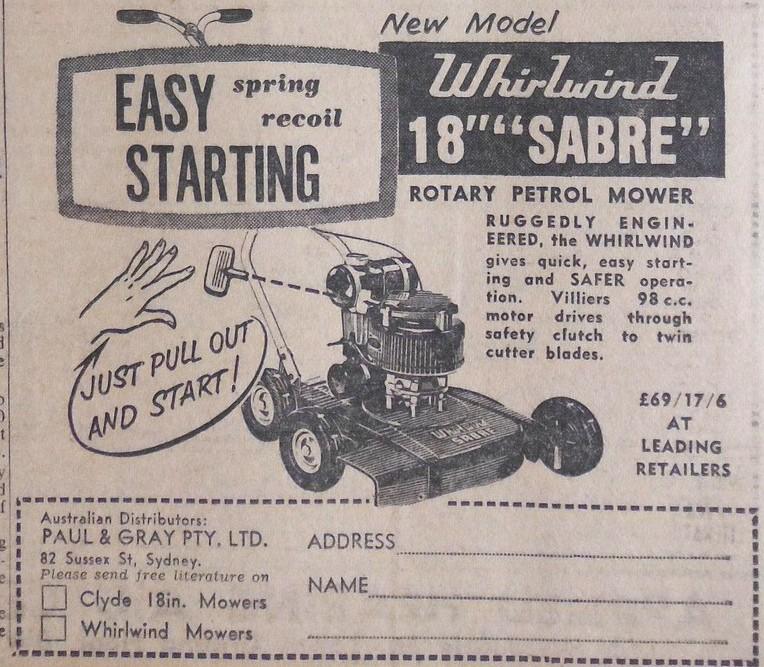 New Model
EASY spring
recoil
STARTING
Whirlwind
18" "SABRE"
ROTARY PETROL MOWER
RUGGEDLY ENGIN-
EERED, the WHIRLWIND
gives quick, easy start-
ing and SAFER opera-
tion. Villiers 98 c.c.
motor drives through
safety clutch to twin
cutter blades.
JUST PULL OUT
AND START!
Whirlwind
SABRE
£69/17/6
AT
LEADING
RETAILERS
Australian Distributors:
PAUL & GRAY PTY. LTD.
82 Sussex St, Sydney.
Please send free literature on
Clyde 18in. Mowers
Whirlwind Mowers
ADDRESS
NAME